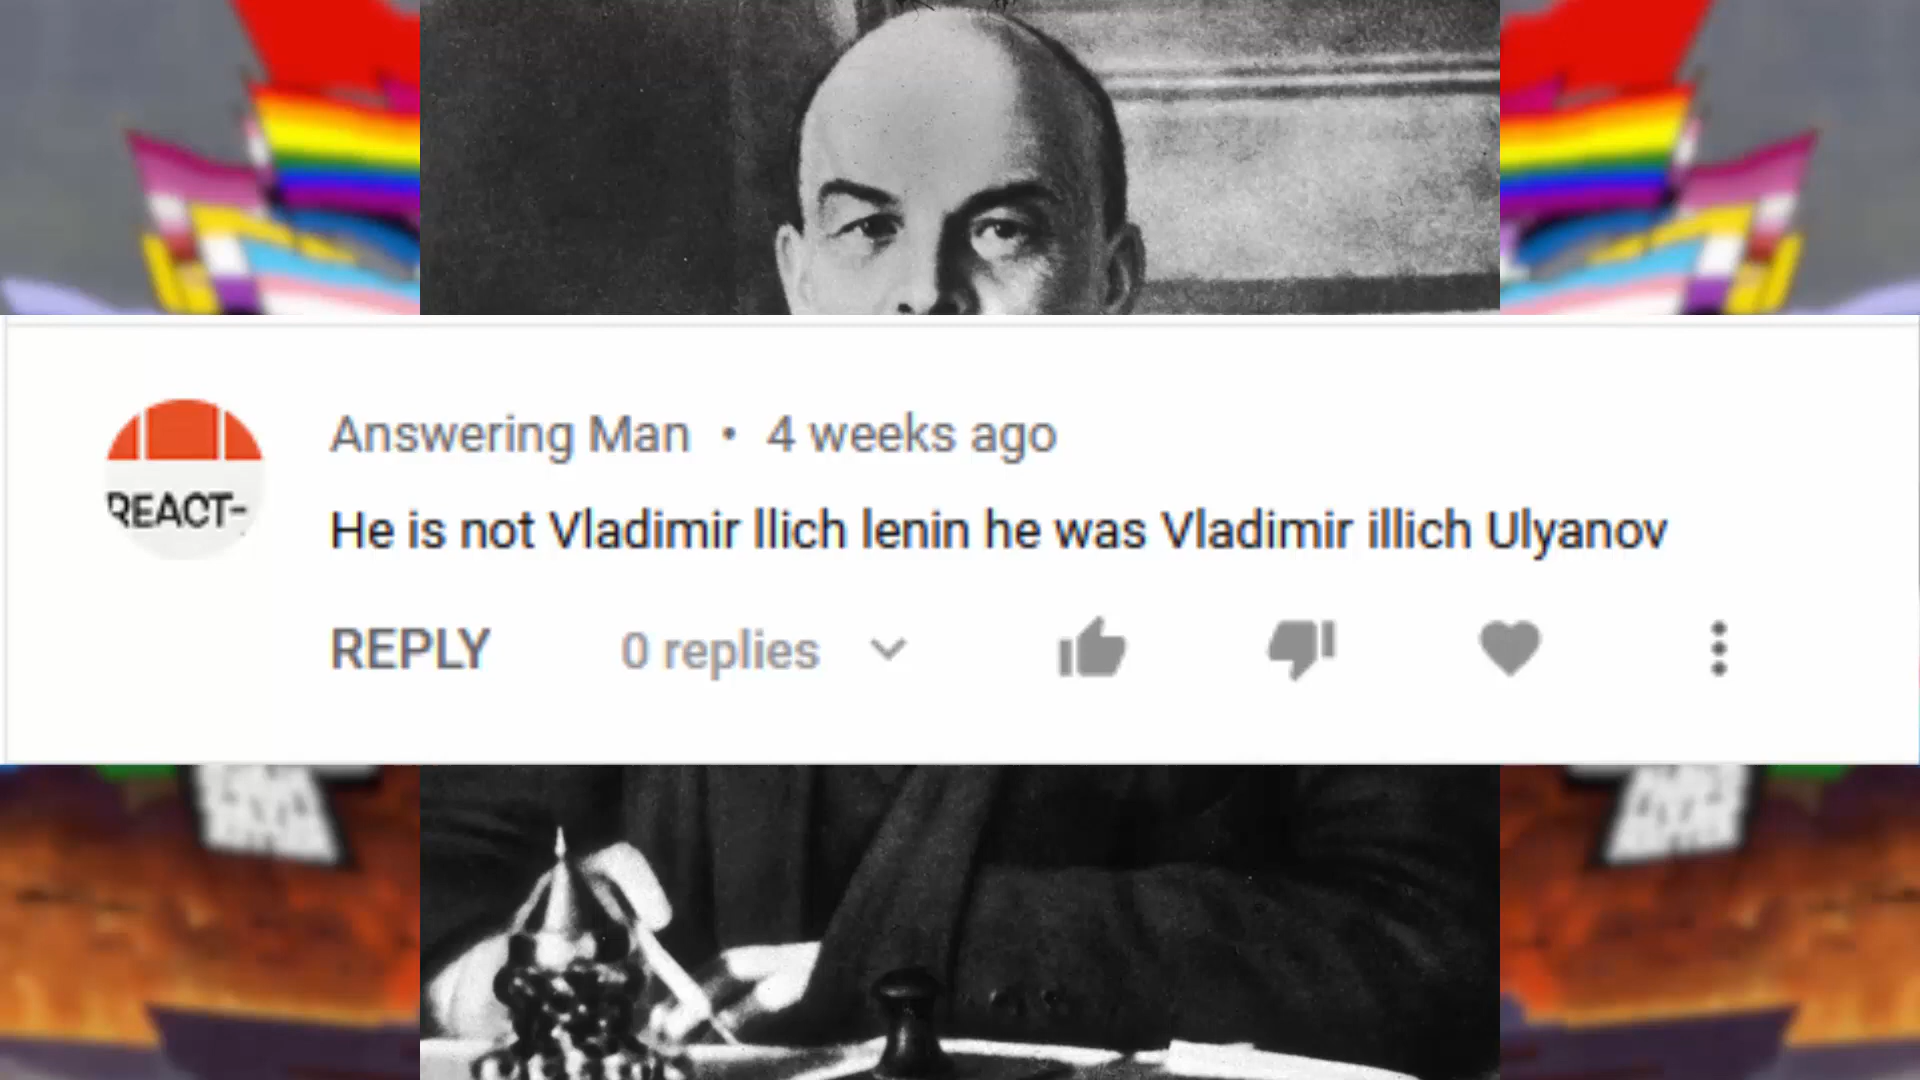 REACT-
Answering Man • 4 weeks ago
He is not Vladimir llich lenin he was Vladimir illich Ulyanov
REPLY 0 replies